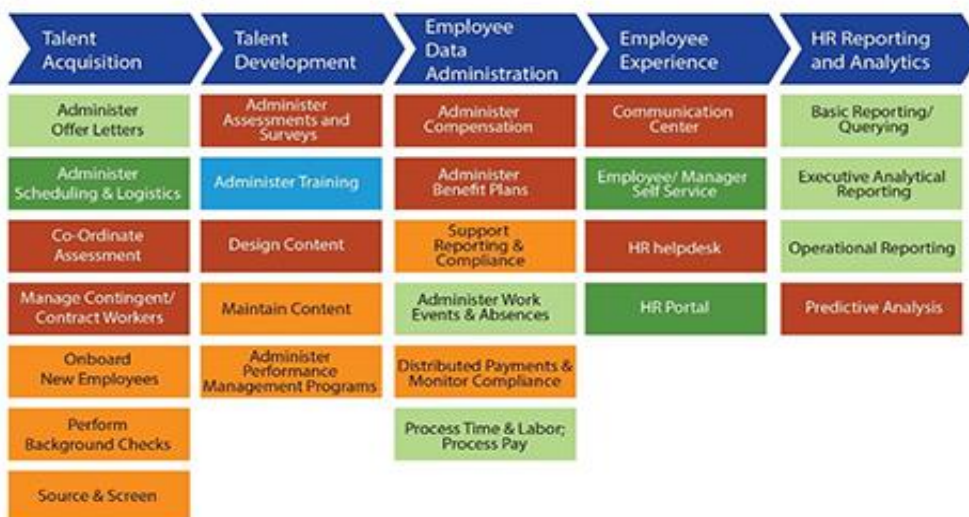 Talent
Acquisition
Talent
Development
Employee
Data
Administration
Employee
Experience
HR Reporting
and Analytics
Administer
Offer Letters
Administer
Scheduling & Logistics
Co-Ordinate
Assessment
Manage Contingent/
Contract Workers
Onboard
New Employees
Perform
Background Checks
Source & Screen
Administer
Assessments and
Surveys
Administer Training
Design Content
Maintain Content
Administer
Performance
Management Programs
Administer
Compensation
Administer
Benefit Plans
Support
Reporting &
Compliance
Administer Work
Events & Absences
Distributed Payments &
Monitor Compliance
Process Time & Labor;
Process Pay
Communication
Center
Employee/ Manager
Self Service
HR helpdesk
HR Portal
Basic Reporting/
Querying
Executive Analytical
Reporting
Operational Reporting
Predictive Analysis